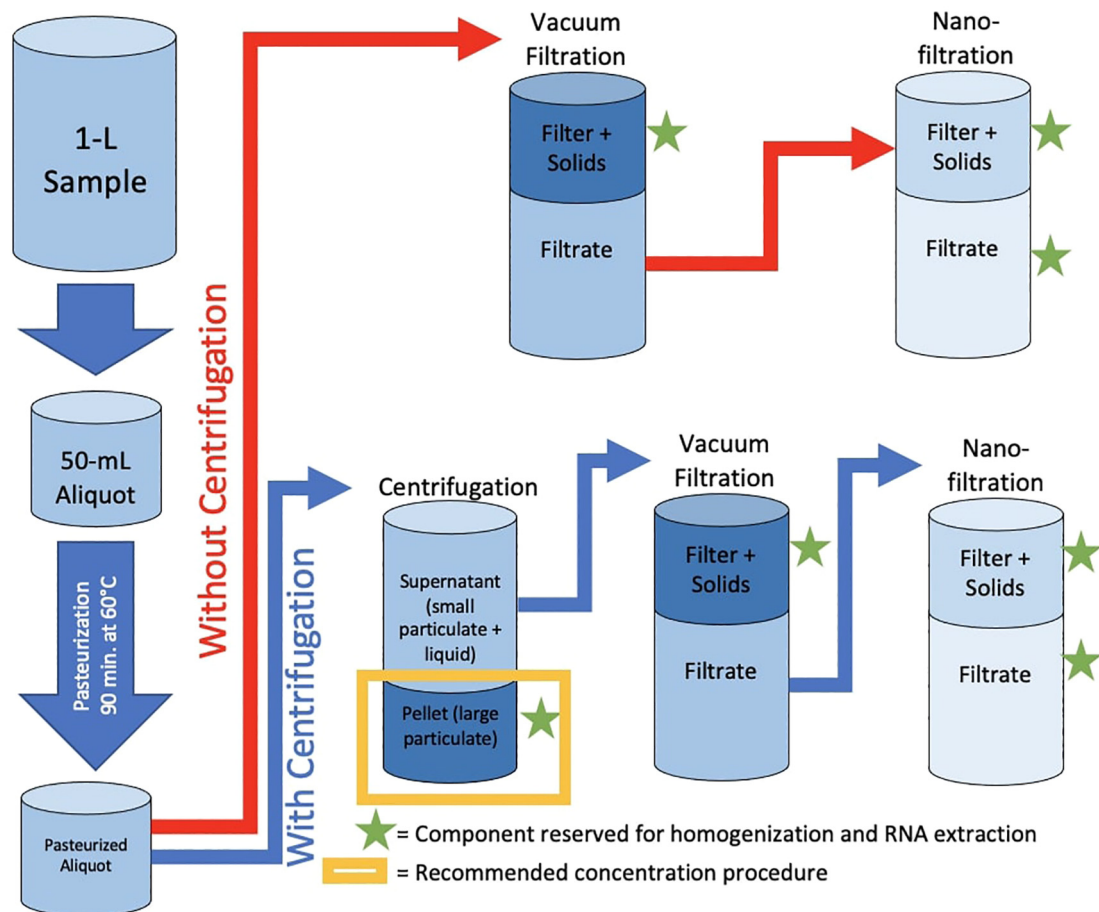 1-L
Sample
50-mL
Aliquot
Pasteurization
90 min. at 60°C
Pasteurized
Aliquot
Without Centrifugation
With Centrifugation
Vacuum
Filtration
Filter +
Solids
Filtrate
Nano-
filtration
Filter +
Solids
Filtrate
Centrifugation
Supernatant
(small
particulate +
liquid)
Pellet (large
particulate)
Vacuum
Filtration
Filter +
Solids
Filtrate
Nano-
filtration
Filter +
Solids
Filtrate
= Component reserved for homogenization and RNA extraction
= Recommended concentration procedure